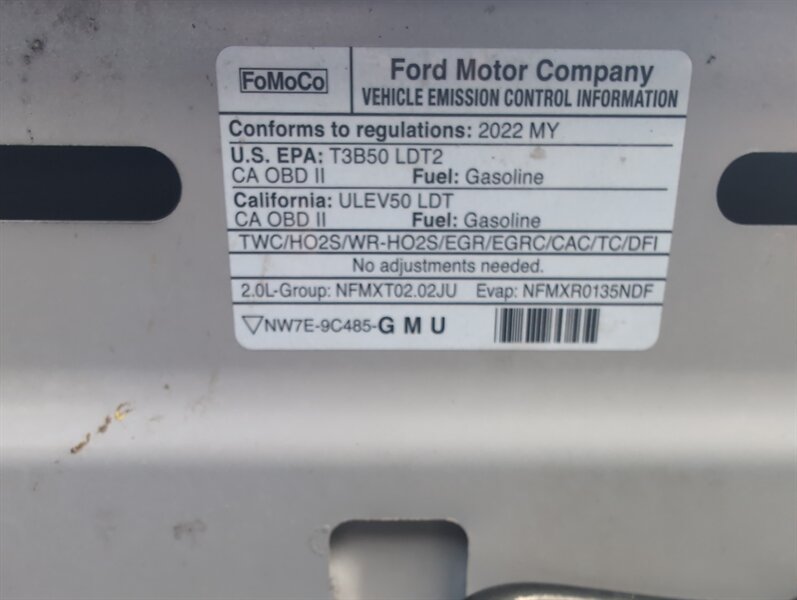 FoMoCo
Ford Motor Company
VEHICLE EMISSION CONTROL INFORMATION
Conforms to regulations: 2022 MY
U.S. EPA: T3B50 LDT2
CA OBD II Fuel: Gasoline
California: ULEV50 LDT
CA OBD II Fuel: Gasoline
TWC/HO2S/WR-HO2S/EGR/EGRC/CAC/TC/DFI
No adjustments needed.
2.0L-Group: NFMXT02.02JU Evap: NFMXR0135NDF
NW7E-9C485-G M U